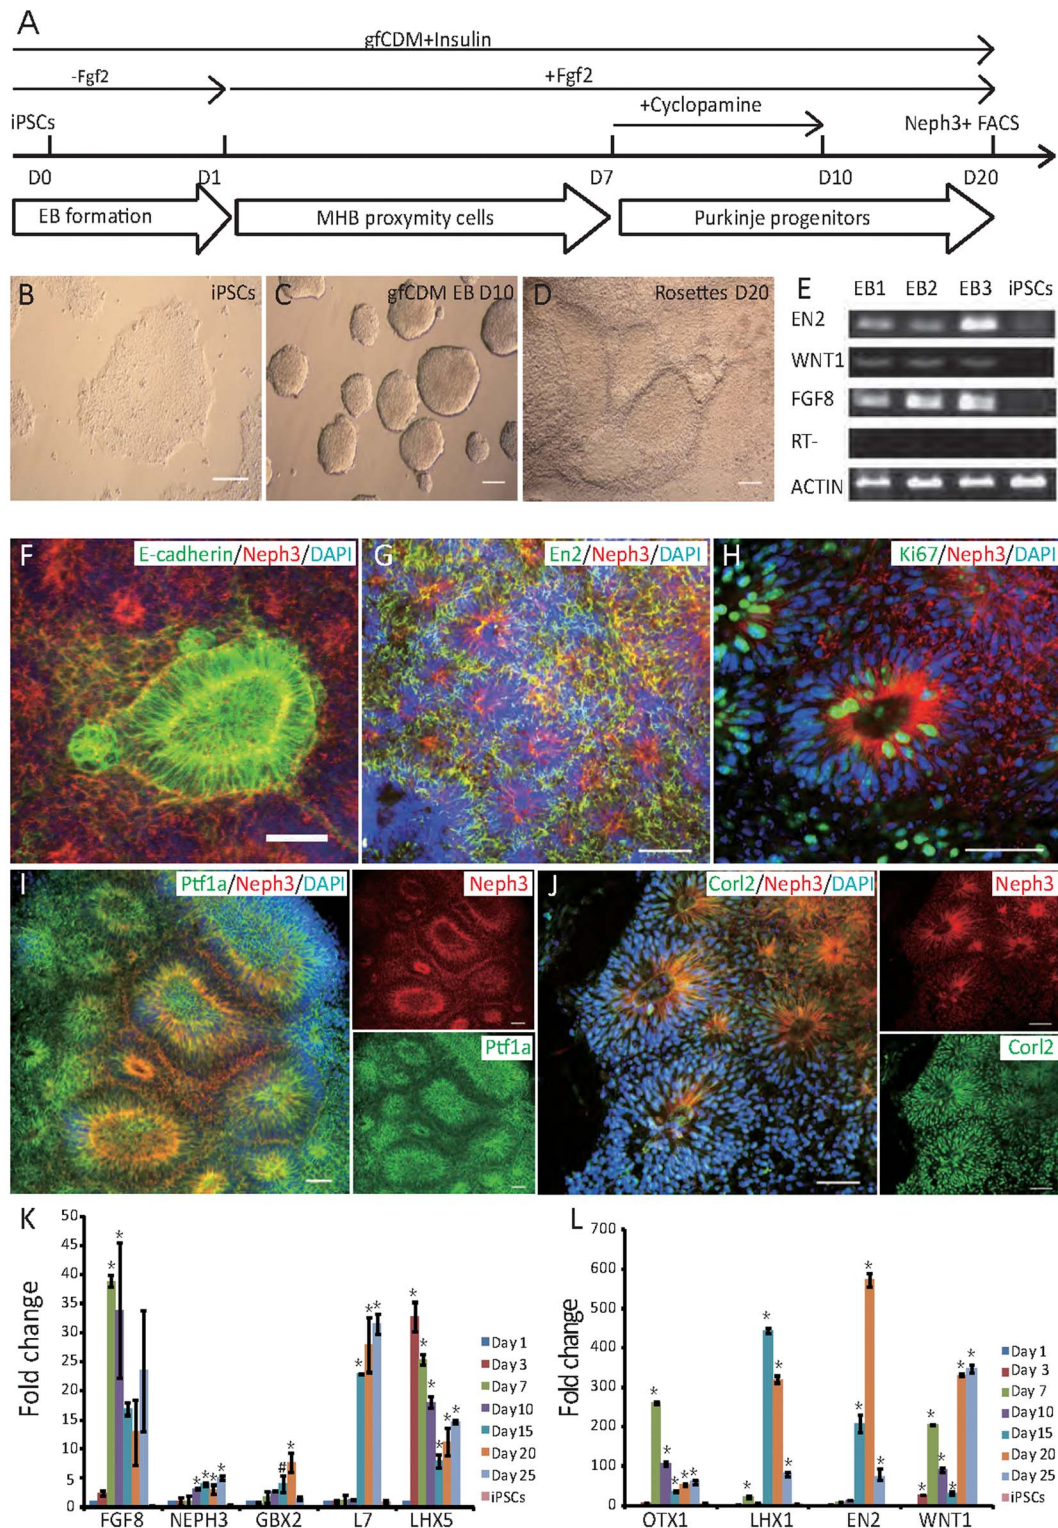 A
gfCDM+Insulin
-Fgf2
+Fgf2
+Cyclopamine
iPSCs
Neph3+ FACS
D0
D1
D7
D10
D20
EB formation
MHB proxymity cells
Purkinje progenitors
B
iPSCs
C
gfCDM EB D10
D
Rosettes D20
E
EB1 EB2 EB3 iPSCs
EN2
WNT1
FGF8
RT-
ACTIN
F
E-cadherin/Neph3/DAPI
G
En2/Neph3/DAPI
H
Ki67/Neph3/DAPI
I
Ptf1a/Neph3/DAPI
Neph3
Ptf1a
J
Corl2/Neph3/DAPI
Neph3
Corl2
K
Fold change
50
45
40
35
30
25
20
15
10
5
0
* * * * * * # * * * * * * * * * *
FGF8 NEPH3 GBX2 L7 LHX5
Day 1
Day 3
Day 7
Day10
Day15
Day 20
Day 25
iPSCs
L
Fold change
700
600
500
400
300
200
100
0
* * * * * * * * * * * * * * * * * *
OTX1 LHX1 EN2 WNT1
Day 1
Day 3
Day 7
Day10
Day15
Day 20
Day 25
iPSCs